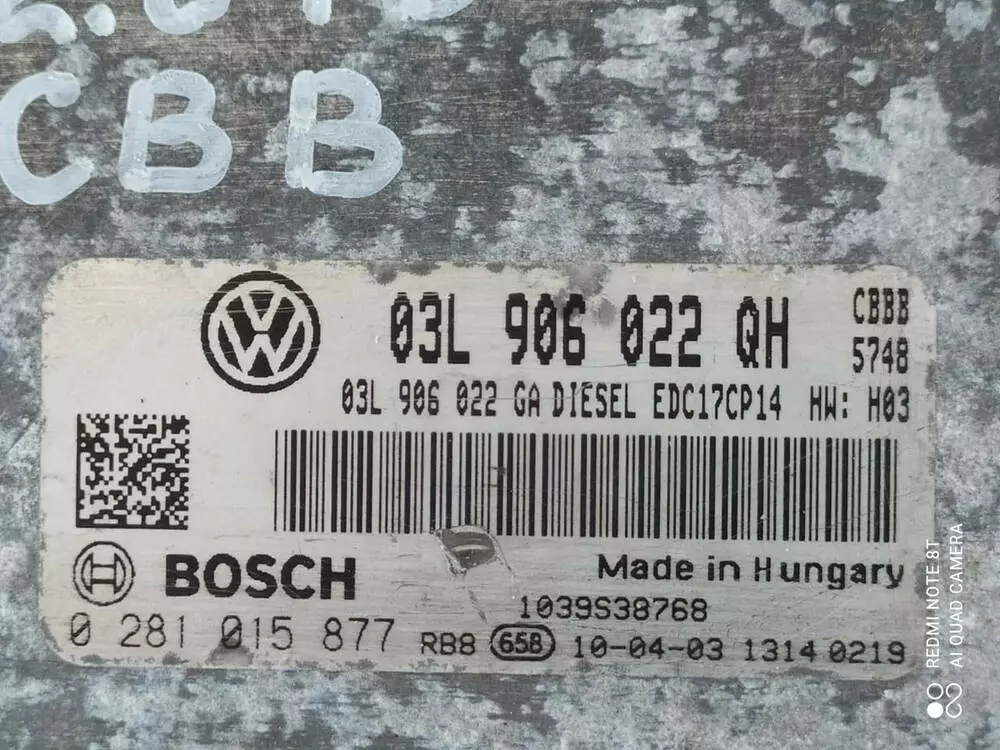 CBB
03L 906 022 QH
CBBB
5748
03L 906 022 GA DIESEL EDC17CP14 HW: H03
BOSCH
Made in Hungary
1039S38768
0 281 015 877 RB8 658 10-04-03 1314 0219
REDMI NOTE 8T
AI QUAD CAMERA